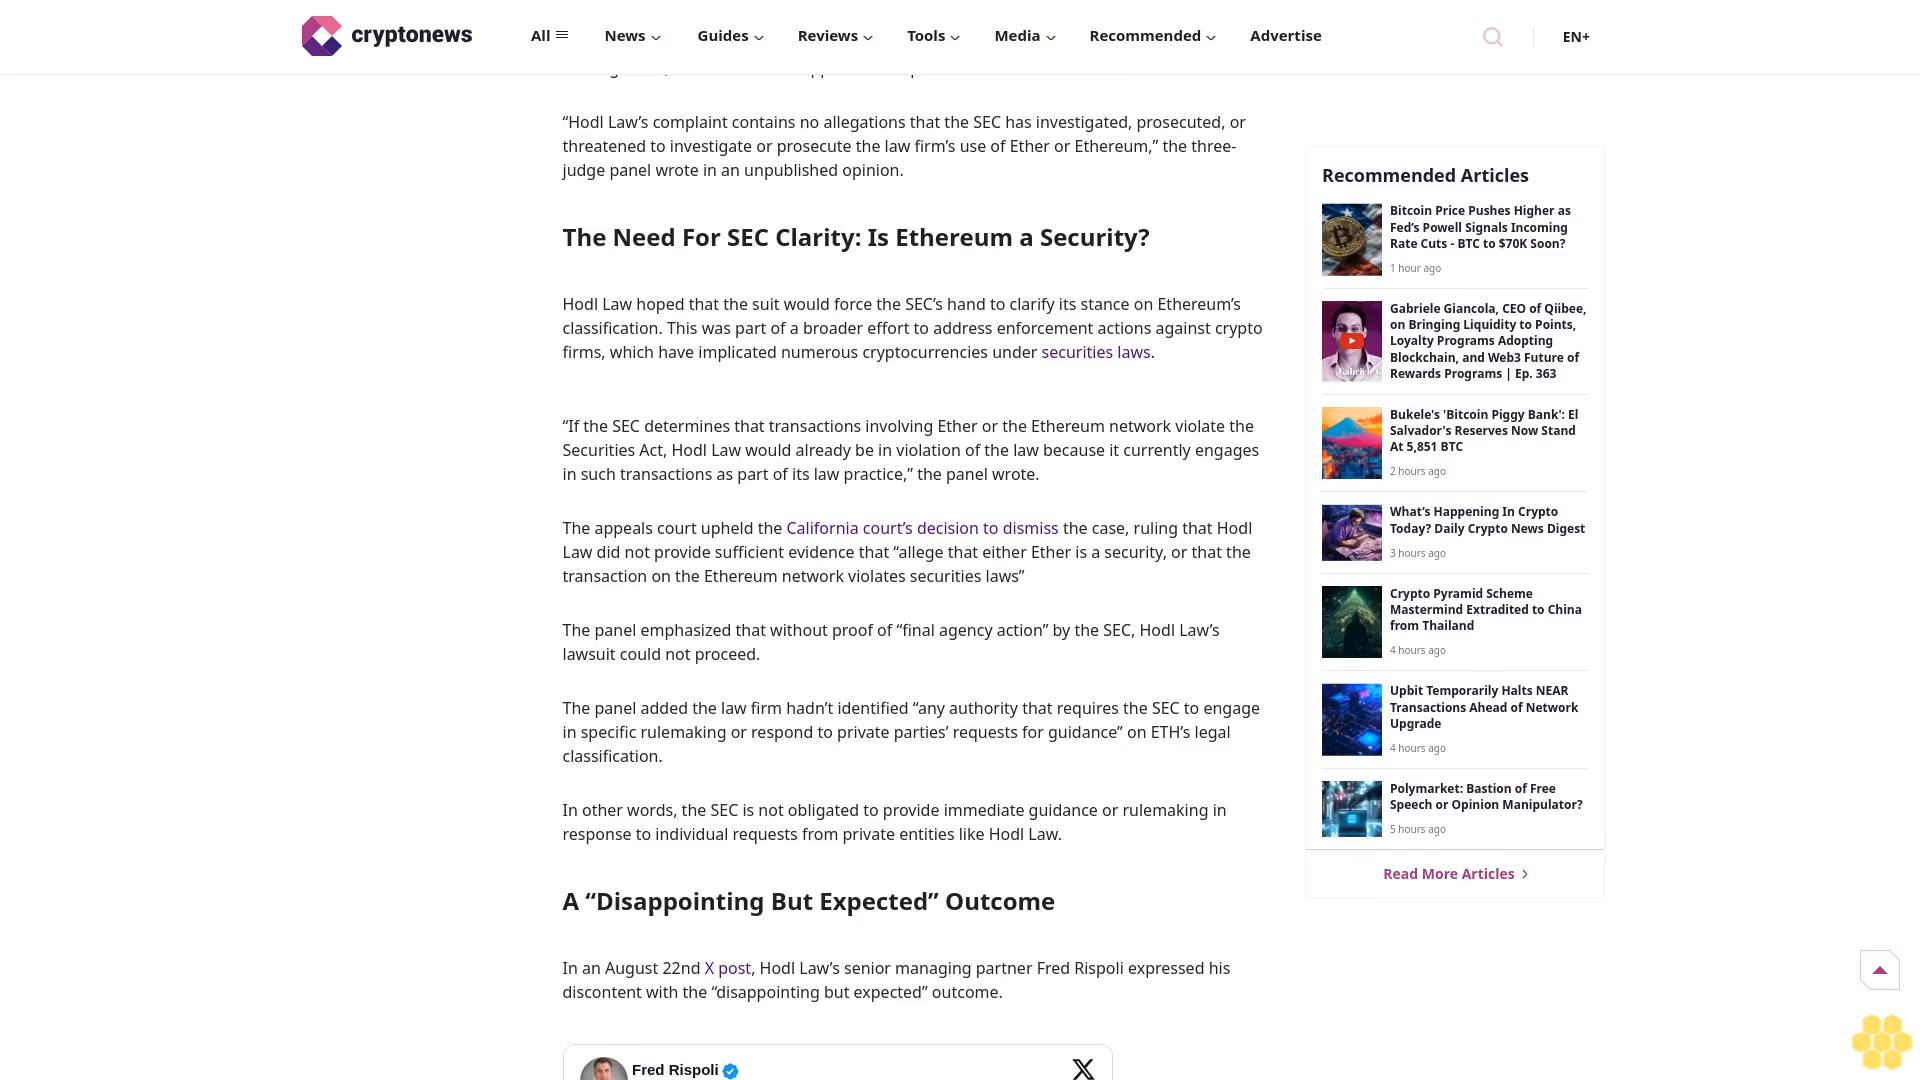 cryptonews
All
News
Guides
Reviews
Tools
Media
Recommended
Advertise
EN+
“Hodl Law’s complaint contains no allegations that the SEC has investigated, prosecuted, or
threatened to investigate or prosecute the law firm’s use of Ether or Ethereum,” the three-
judge panel wrote in an unpublished opinion.
The Need For SEC Clarity: Is Ethereum a Security?
Hodl Law hoped that the suit would force the SEC’s hand to clarify its stance on Ethereum’s
classification. This was part of a broader effort to address enforcement actions against crypto
firms, which have implicated numerous cryptocurrencies under securities laws.
“If the SEC determines that transactions involving Ether or the Ethereum network violate the
Securities Act, Hodl Law would already be in violation of the law because it currently engages
in such transactions as part of its law practice,” the panel wrote.
The appeals court upheld the California court’s decision to dismiss the case, ruling that Hodl
Law did not provide sufficient evidence that “allege that either Ether is a security, or that the
transaction on the Ethereum network violates securities laws”
The panel emphasized that without proof of “final agency action” by the SEC, Hodl Law’s
lawsuit could not proceed.
The panel added the law firm hadn’t identified “any authority that requires the SEC to engage
in specific rulemaking or respond to private parties’ requests for guidance” on ETH’s legal
classification.
In other words, the SEC is not obligated to provide immediate guidance or rulemaking in
response to individual requests from private entities like Hodl Law.
A “Disappointing But Expected” Outcome
In an August 22nd X post, Hodl Law’s senior managing partner Fred Rispoli expressed his
discontent with the “disappointing but expected” outcome.
Fred Rispoli
Recommended Articles
Bitcoin Price Pushes Higher as
Fed’s Powell Signals Incoming
Rate Cuts - BTC to $70K Soon?
1 hour ago
Gabriele Giancola, CEO of Qiibee,
on Bringing Liquidity to Points,
Loyalty Programs Adopting
Blockchain, and Web3 Future of
Rewards Programs | Ep. 363
Bukele's 'Bitcoin Piggy Bank': El
Salvador's Reserves Now Stand
At 5,851 BTC
2 hours ago
What’s Happening In Crypto
Today? Daily Crypto News Digest
3 hours ago
Crypto Pyramid Scheme
Mastermind Extradited to China
from Thailand
4 hours ago
Upbit Temporarily Halts NEAR
Transactions Ahead of Network
Upgrade
4 hours ago
Polymarket: Bastion of Free
Speech or Opinion Manipulator?
5 hours ago
Read More Articles